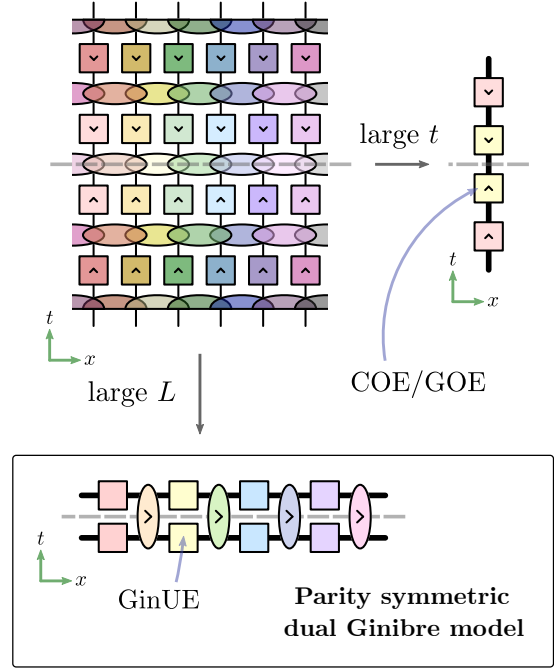 large t
t
x
COE/GOE
t
x
large L
t
x
GinUE
Parity symmetric
dual Ginibre model